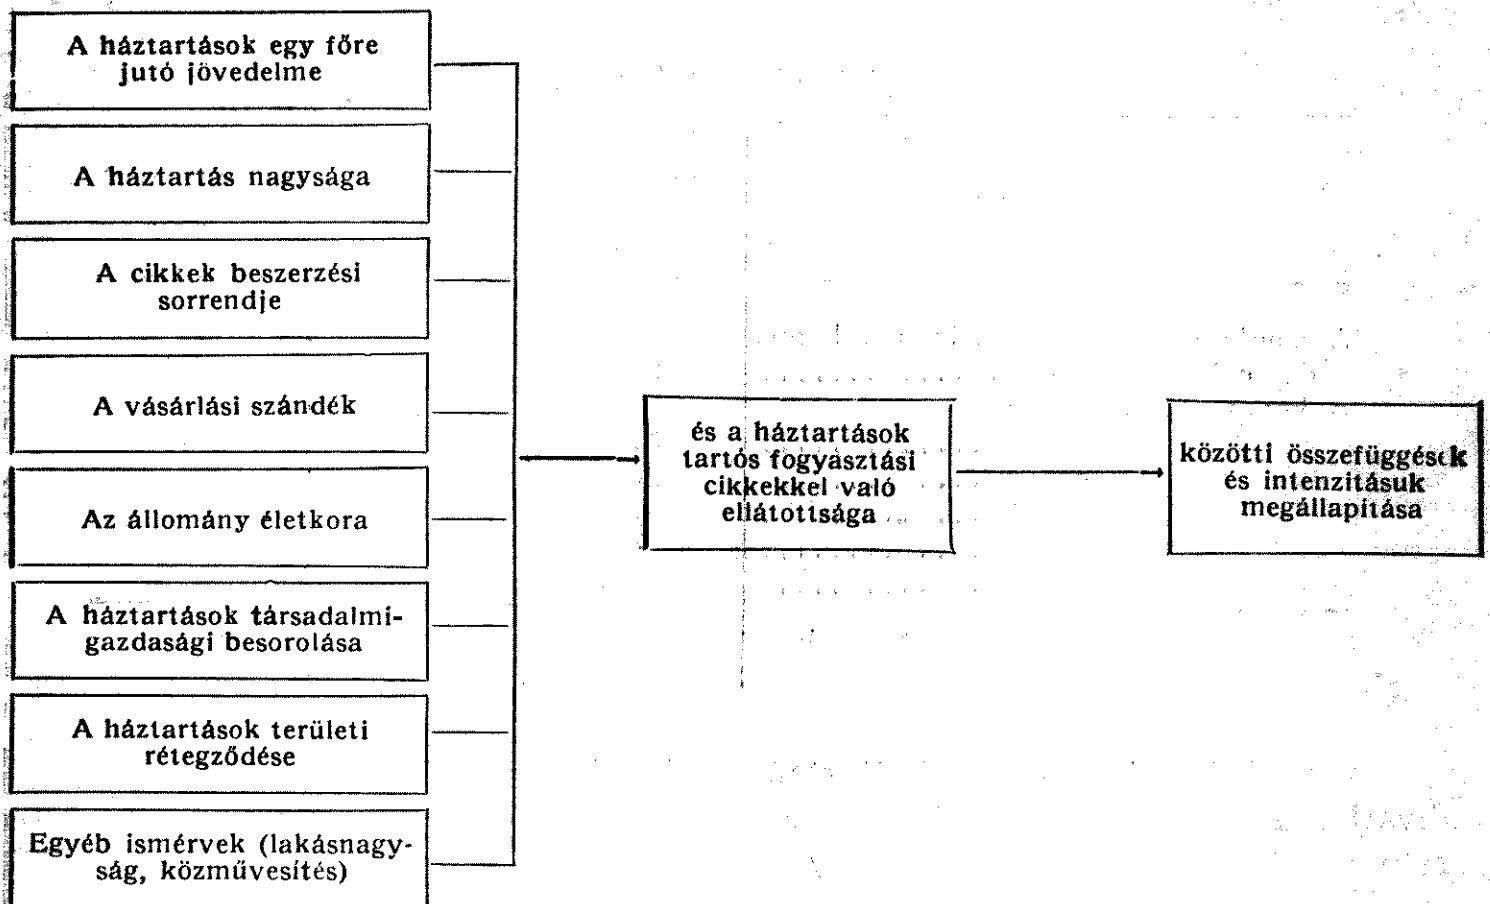 A háztartások egy főre
jutó jövedelme
A háztartás nagysága
A cikkek beszerzési
sorrendje
A vásárlási szándék
Az állomány életkora
A háztartások társadalmi-
gazdasági besorolása
A háztartások területi
rétegződése
Egyéb ismérvek (lakásnagy-
ság, közművesítés)
és a háztartások
tartós fogyasztási
cikkekkel való
ellátottsága
közötti összefüggések
és intenzitásuk
megállapítása